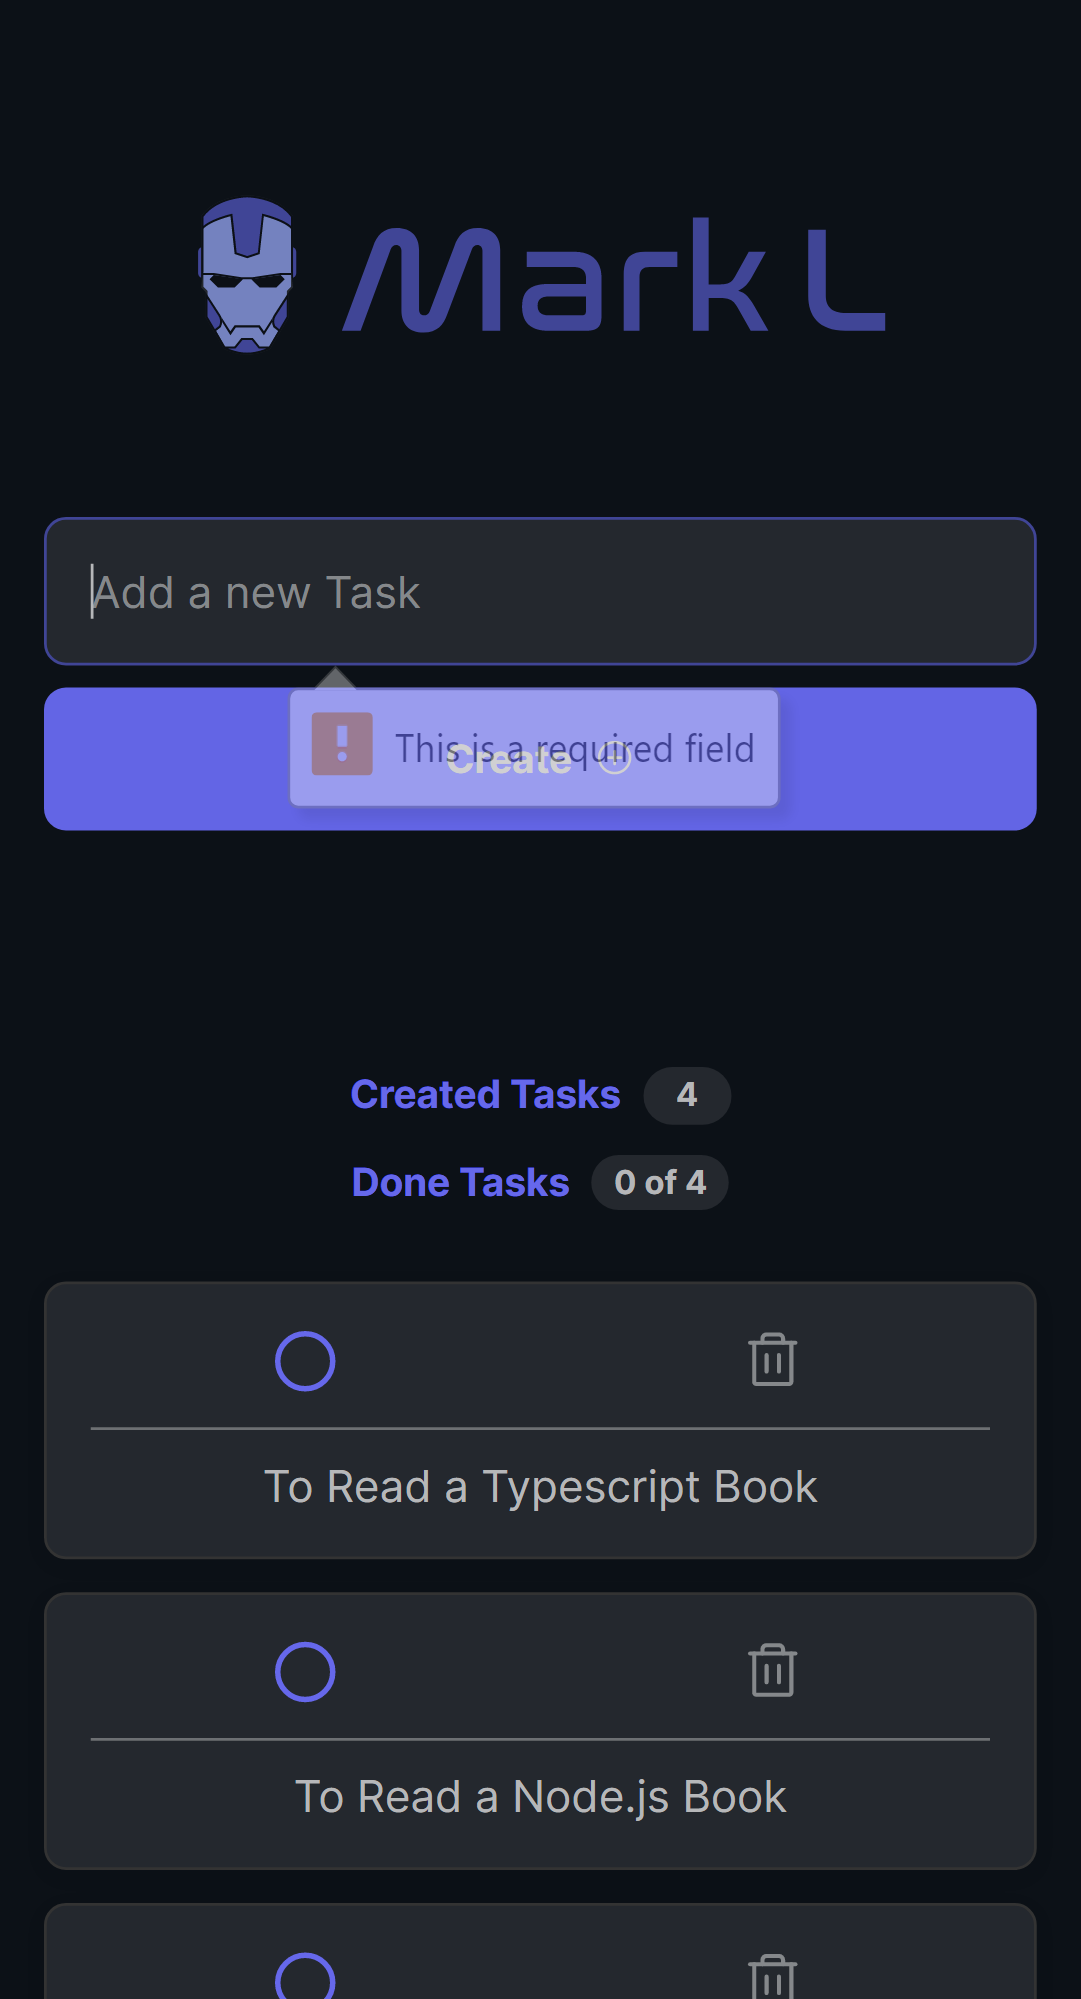 Mark L
Add a new Task
This is a required field
Create
Created Tasks 4
Done Tasks 0 of 4
To Read a Typescript Book
To Read a Node.js Book